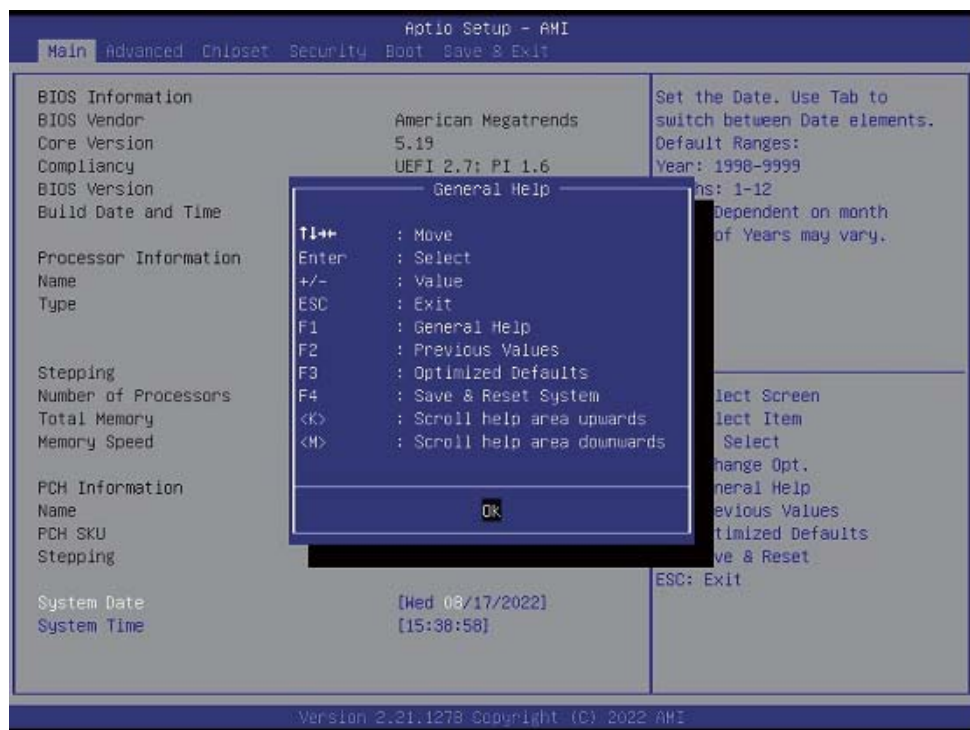 Aptio Setup – AMI
Main Advanced Chipset Security Boot Save & Exit
BIOS Information
BIOS Vendor American Megatrends
Core Version 5.19
Compliancy UEFI 2.7; PI 1.6
BIOS Version
Build Date and Time
Processor Information
Name
Type
Stepping
Number of Processors
Total Memory
Memory Speed
PCH Information
Name
PCH SKU
Stepping
System Date [Wed 08/17/2022]
System Time [15:38:58]
General Help
↑↓→← : Move
Enter : Select
+/- : Value
ESC : Exit
F1 : General Help
F2 : Previous Values
F3 : Optimized Defaults
F4 : Save & Reset System
<K> : Scroll help area upwards
<M> : Scroll help area downwards
Ok
Set the Date. Use Tab to
switch between Date elements.
Default Ranges:
Year: 1998-9999
hs: 1-12
Dependent on month
of Years may vary.
lect Screen
lect Item
Select
hange Opt.
neral Help
evious Values
timized Defaults
ve & Reset
ESC: Exit
Version 2.21.1278 Copyright (C) 2022 AMI